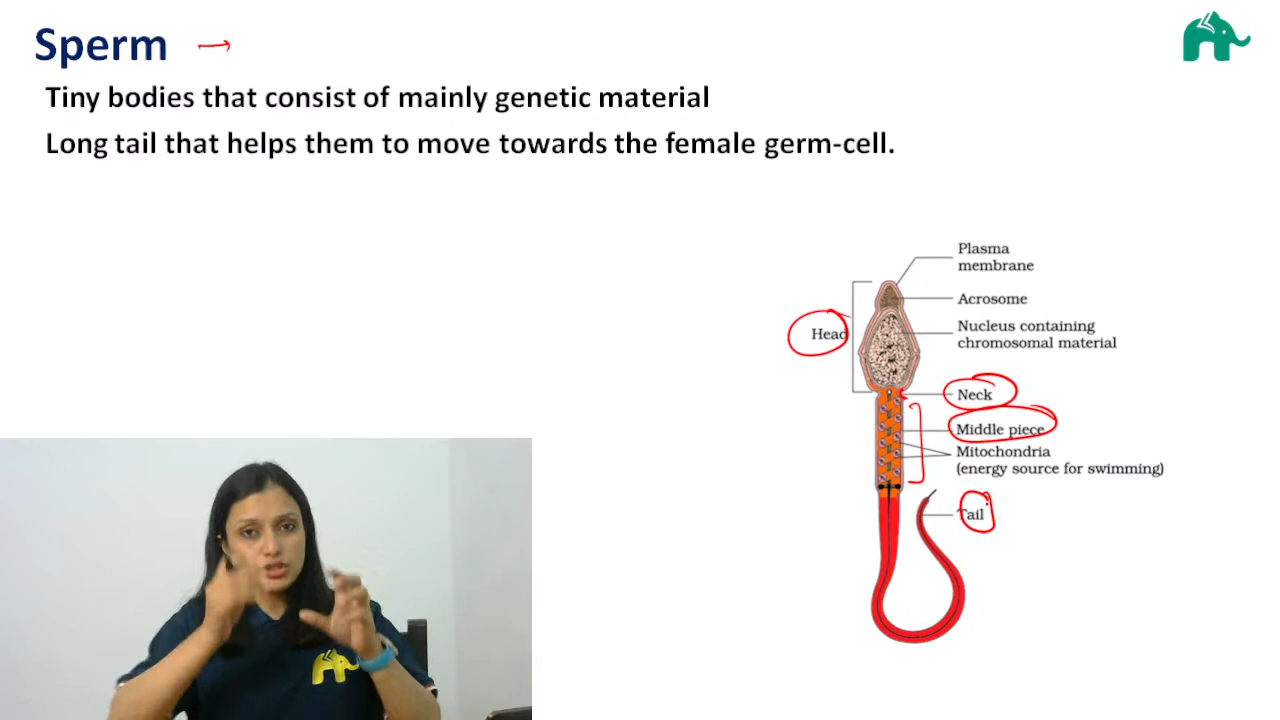 Sperm
Tiny bodies that consist of mainly genetic material
Long tail that helps them to move towards the female germ-cell.
Plasma
membrane
Acrosome
Head
Nucleus containing
chromosomal material
Neck
Middle piece
Mitochondria
(energy source for swimming)
Tail